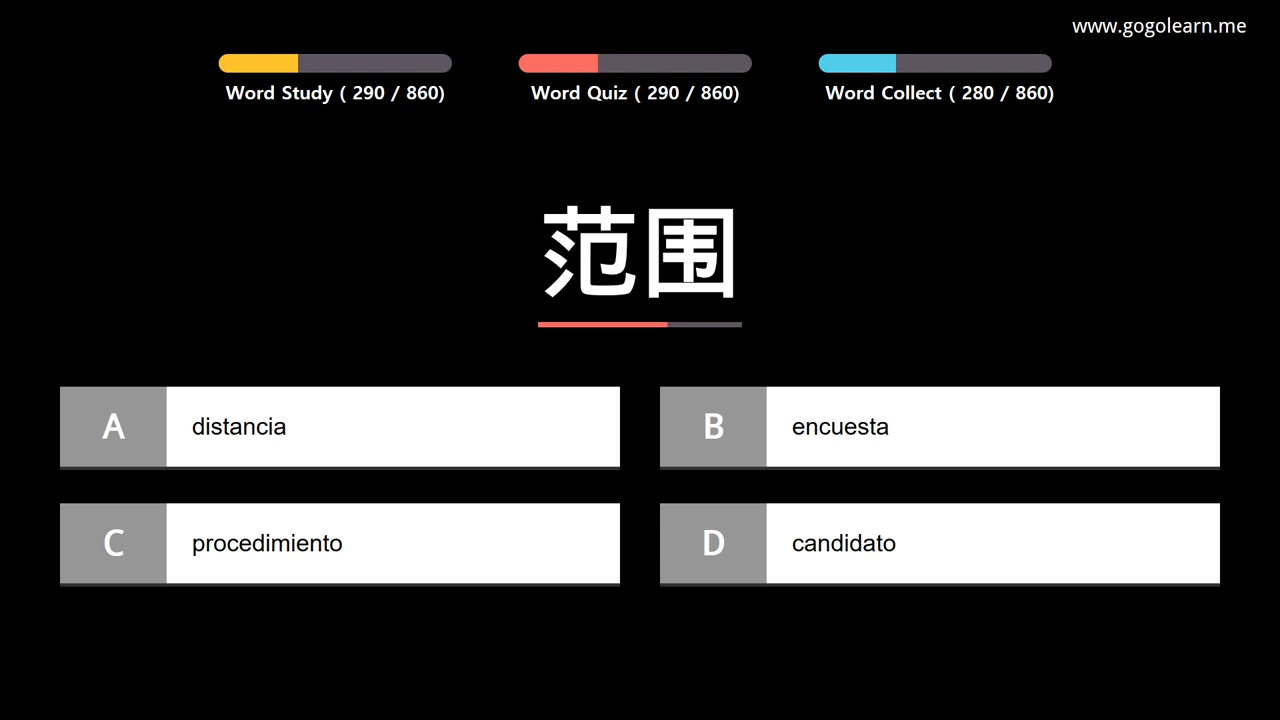 www.gogolearn.me
Word Study ( 290 / 860)
Word Quiz ( 290 / 860)
Word Collect ( 280 / 860)
范围
A distancia
B encuesta
C procedimiento
D candidato